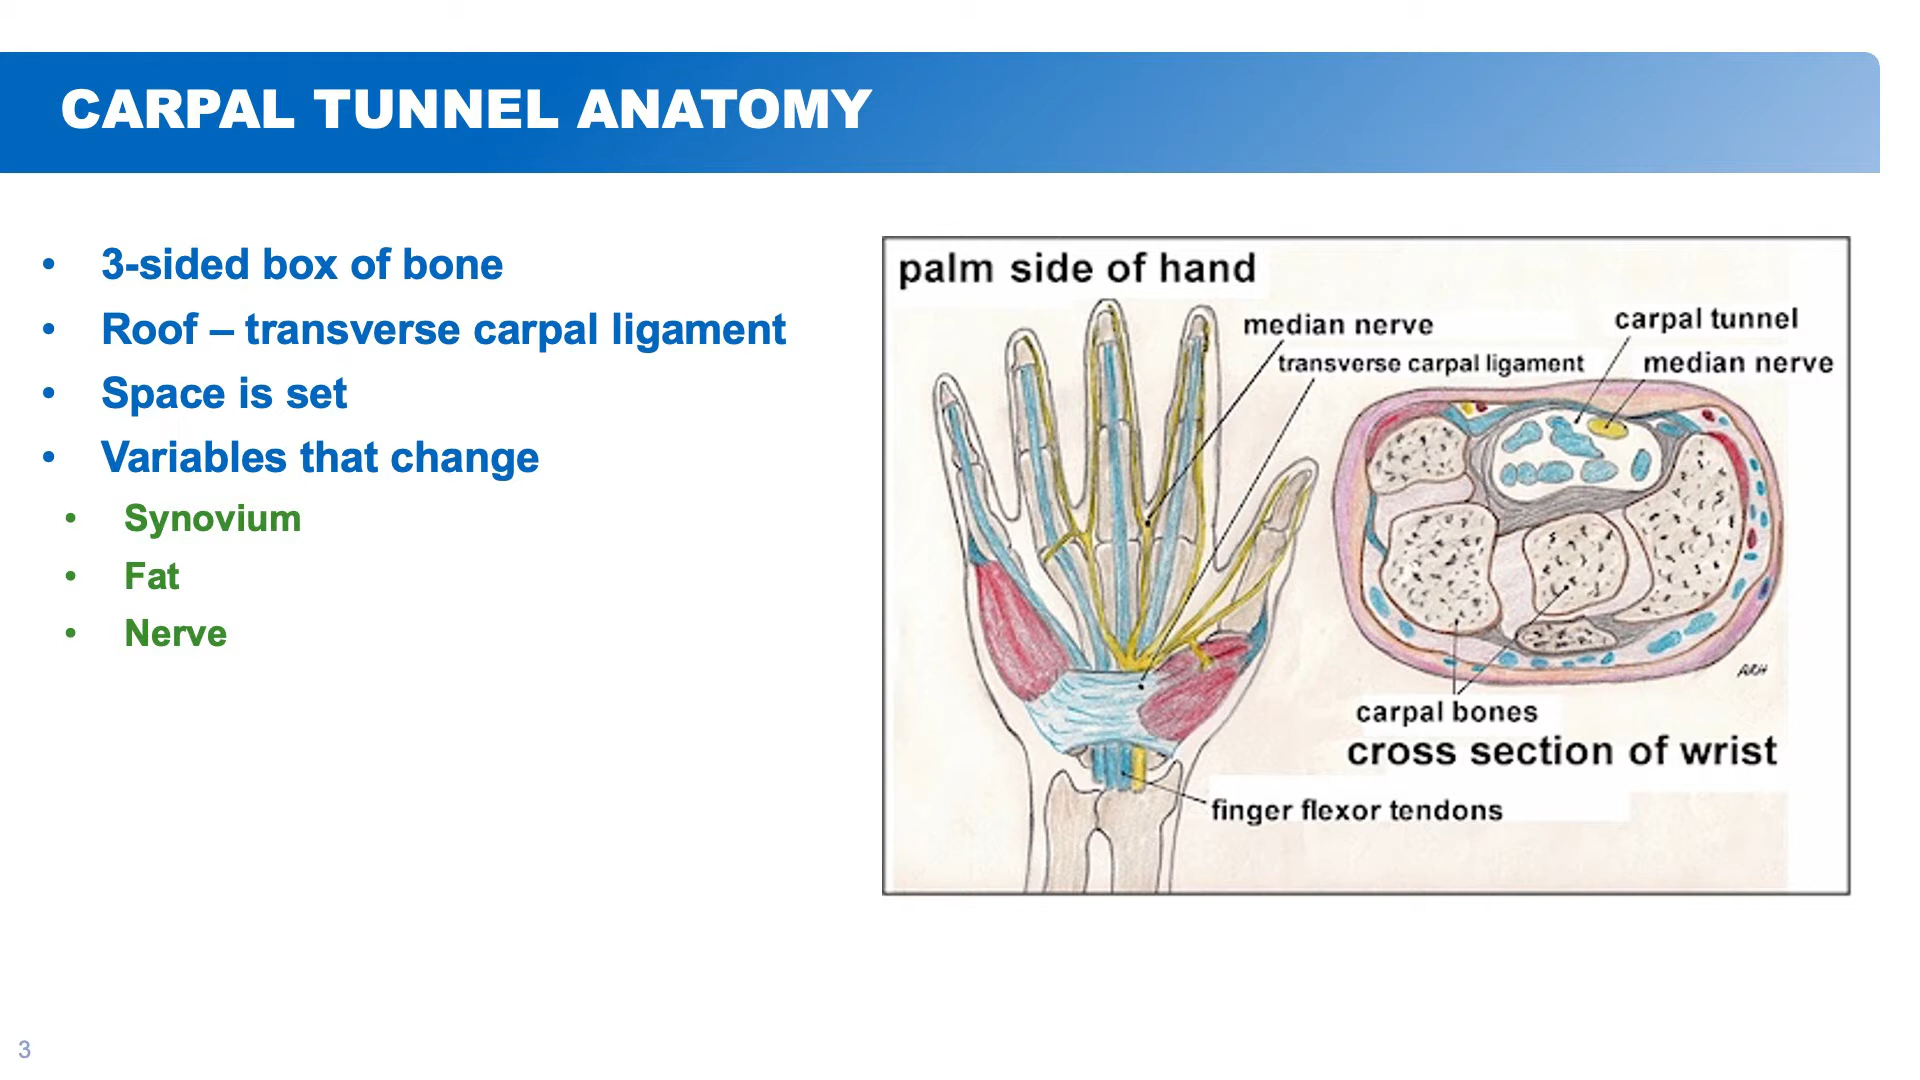 CARPAL TUNNEL ANATOMY
• 3-sided box of bone
• Roof – transverse carpal ligament
• Space is set
• Variables that change
• Synovium
• Fat
• Nerve
palm side of hand
median nerve
transverse carpal ligament
carpal tunnel
median nerve
carpal bones
cross section of wrist
finger flexor tendons
ARH
3